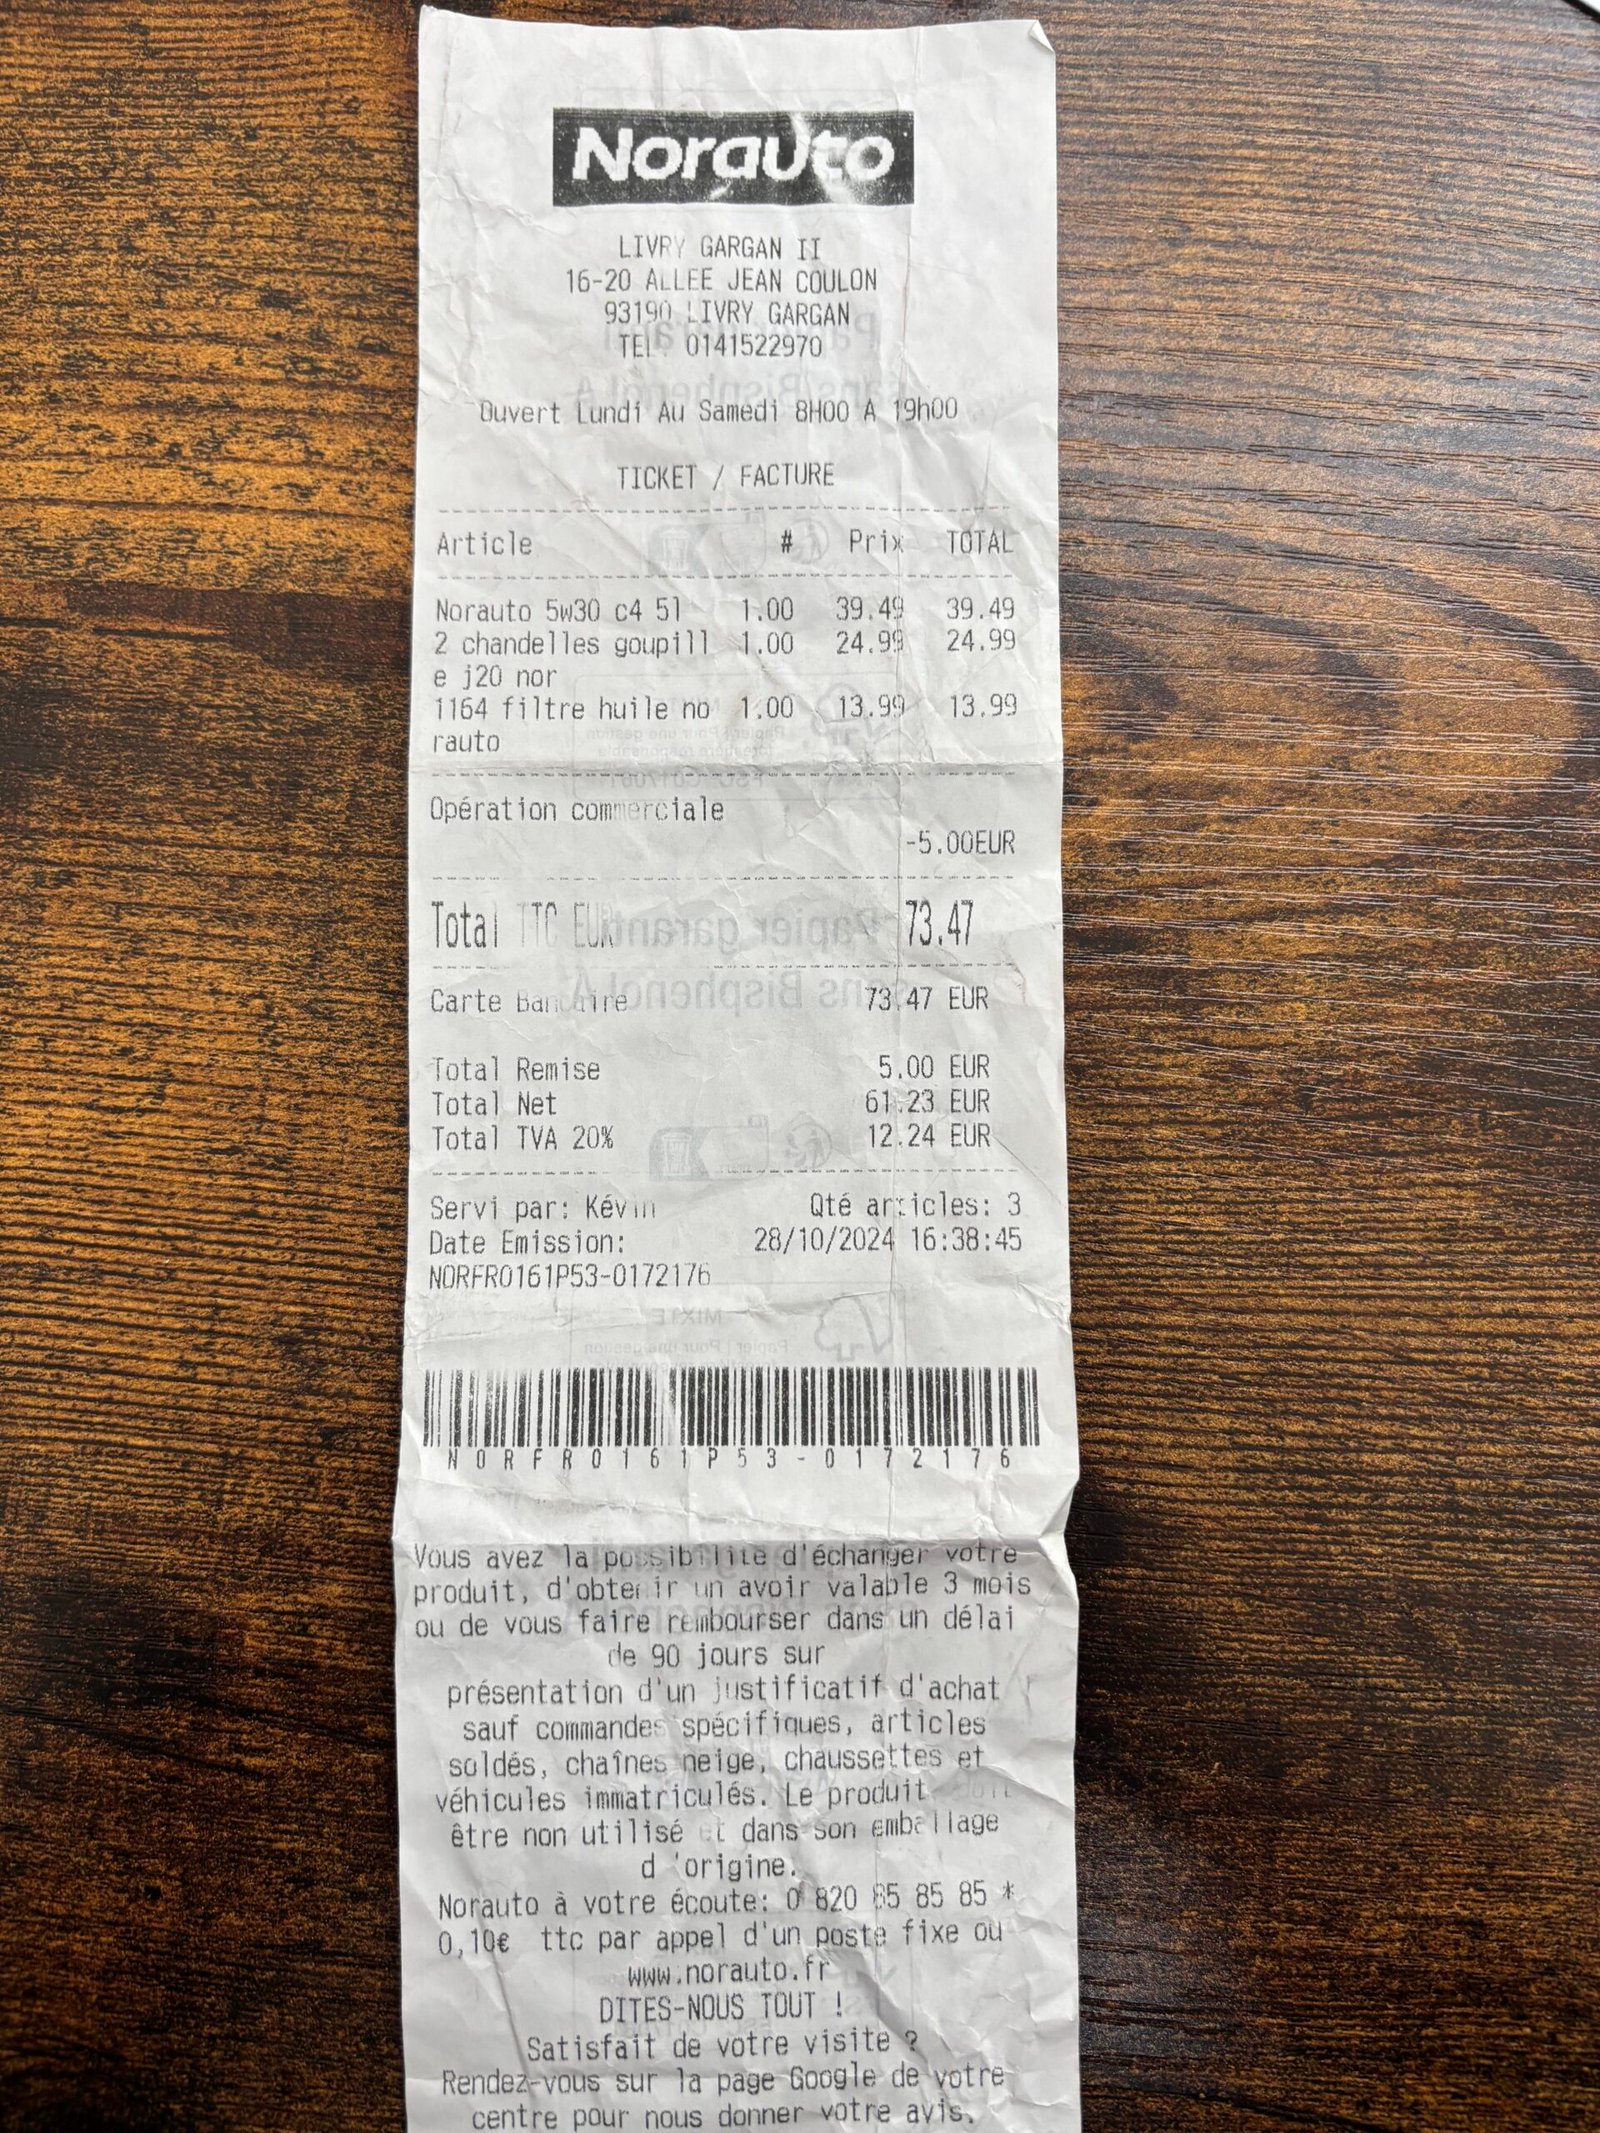 Norauto
LIVRY GARGAN II
16-20 ALLEE JEAN COULON
93190 LIVRY GARGAN
TEL. 0141522970
Ouvert Lundi Au Samedi 8H00 A 19h00
TICKET / FACTURE
Article # Prix TOTAL
Norauto 5w30 c4 5l 1.00 39.49 39.49
2 chandelles goupill 1.00 24.99 24.99
e j20 nor
1164 filtre huile no 1.00 13.99 13.99
rauto
Opération commerciale
-5.00EUR
Total TTC EUR 73.47
Carte Bancaire 73.47 EUR
Total Remise 5.00 EUR
Total Net 61.23 EUR
Total TVA 20% 12.24 EUR
Servi par: Kévin Qté articles: 3
Date Emission: 28/10/2024 16:38:45
NORFR0161P53-0172176
NORFR0161P53-0172176
Vous avez la possibilité d'échanger votre
produit, d'obtenir un avoir valable 3 mois
ou de vous faire rembourser dans un délai
de 90 jours sur
présentation d'un justificatif d'achat
sauf commandes spécifiques, articles
soldés, chaînes neige, chaussettes et
véhicules immatriculés. Le produit doit
être non utilisé et dans son emballage
d 'origine.
Norauto à votre écoute: 0 820 85 85 85 *
0,10€ ttc par appel d'un poste fixe ou
www.norauto.fr
DITES-NOUS TOUT !
Satisfait de votre visite ?
Rendez-vous sur la page Google de votre
centre pour nous donner votre avis.